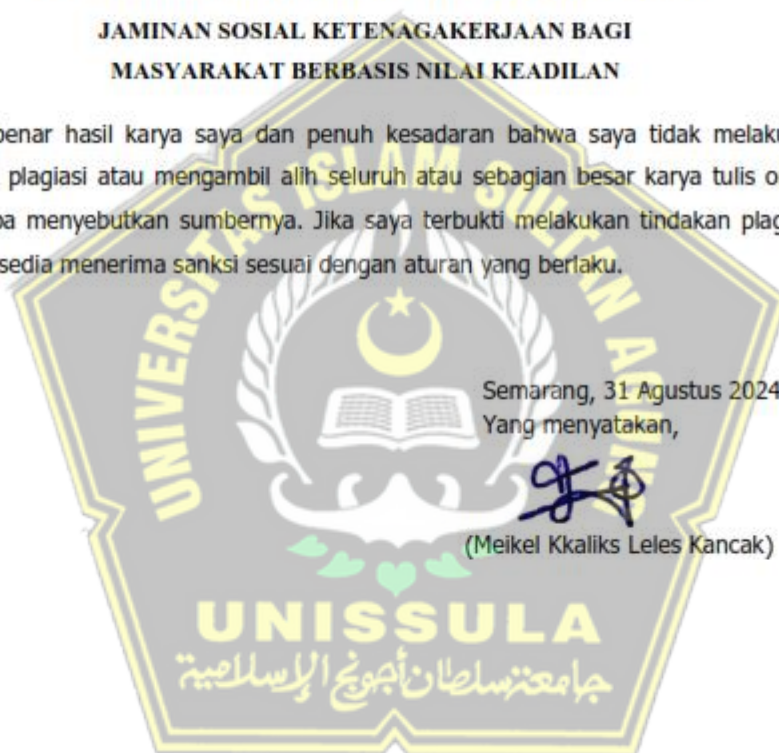 JAMINAN SOSIAL KETENAGAKERJAAN BAGI
MASYARAKAT BERBASIS NILAI KEADILAN
benar hasil karya saya dan penuh kesadaran bahwa saya tidak melaku
plagiasi atau mengambil alih seluruh atau sebagian besar karya tulis o
pa menyebutkan sumbernya. Jika saya terbukti melakukan tindakan plag
sedia menerima sanksi sesuai dengan aturan yang berlaku.
UNIVERSITAS ISLAM SULTAN AGUNG
Semarang, 31 Agustus 2024
Yang menyatakan,
(Meikel Kkaliks Leles Kancak)
UNISSULA
جامعة سلطان أجونج الإسلامية